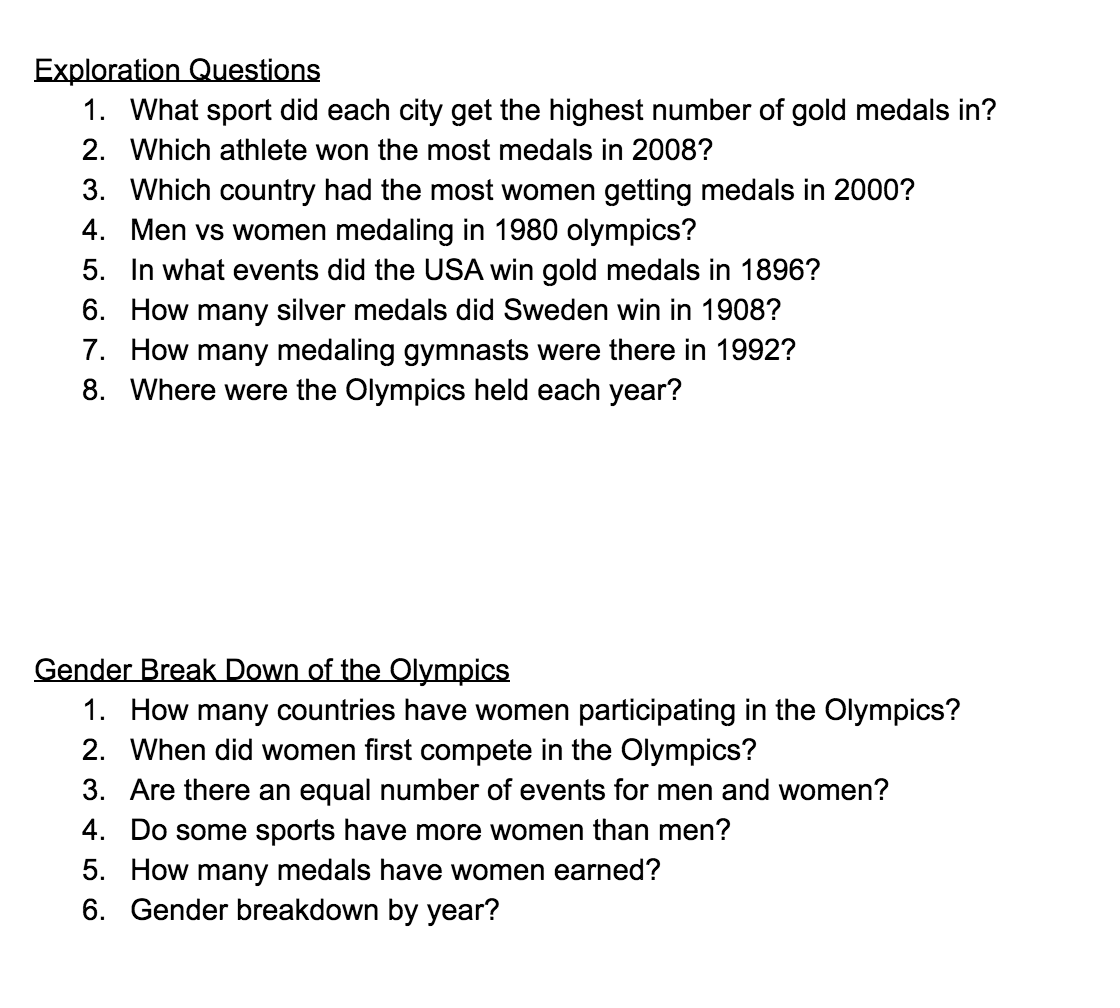 Exploration Questions
1. What sport did each city get the highest number of gold medals in?
2. Which athlete won the most medals in 2008?
3. Which country had the most women getting medals in 2000?
4. Men vs women medaling in 1980 olympics?
5. In what events did the USA win gold medals in 1896?
6. How many silver medals did Sweden win in 1908?
7. How many medaling gymnasts were there in 1992?
8. Where were the Olympics held each year?
Gender Break Down of the Olympics
1. How many countries have women participating in the Olympics?
2. When did women first compete in the Olympics?
3. Are there an equal number of events for men and women?
4. Do some sports have more women than men?
5. How many medals have women earned?
6. Gender breakdown by year?